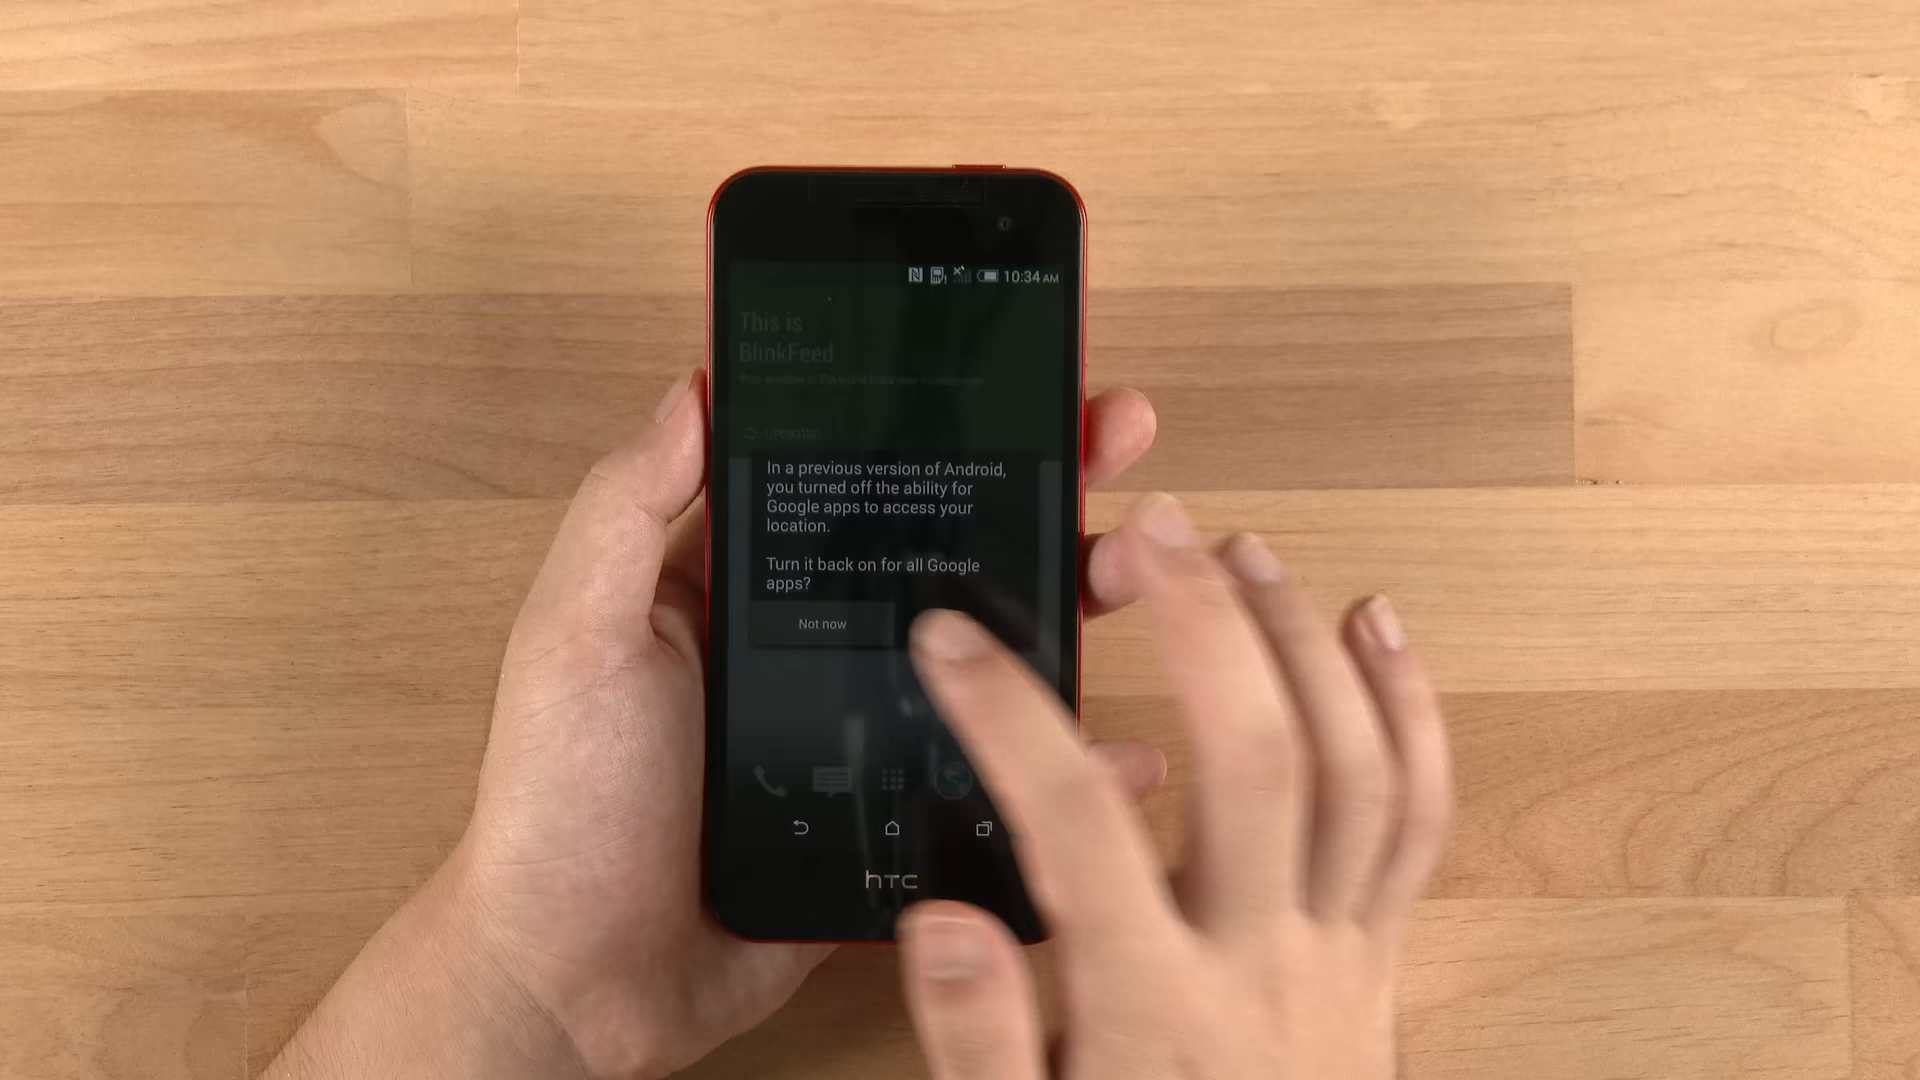 10:34 AM
This is
BlinkFeed
UPDATING
In a previous version of Android,
you turned off the ability for
Google apps to access your
location.
Turn it back on for all Google
apps?
Not now
hTC